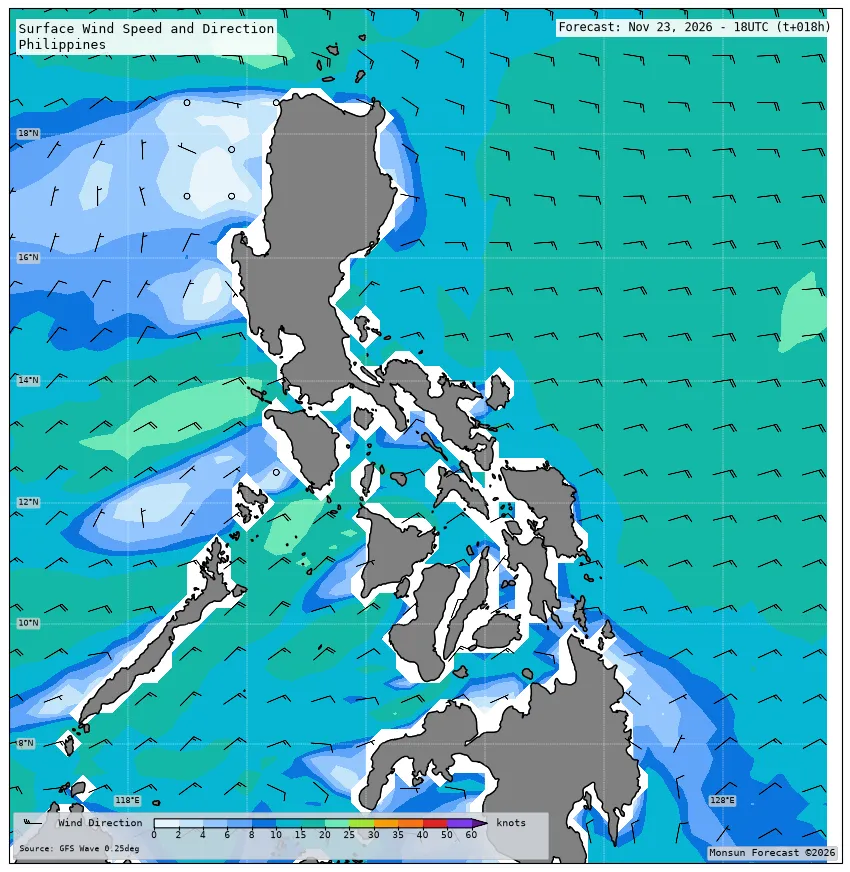 Surface Wind Speed and Direction
Philippines
Forecast: Nov 23, 2026 - 18UTC (t+018h)
18°N
16°N
14°N
12°N
10°N
8°N
118°E
128°E
Wind Direction
0 2 4 6 8 10 15 20 25 30 35 40 50 60
knots
Source: GFS Wave 0.25deg
Monsun Forecast ©2026